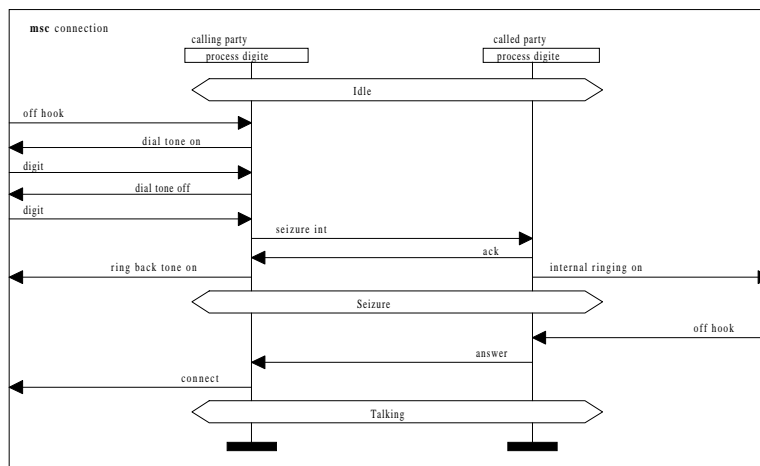 msc connection
calling party
called party
process digite
process digite
Idle
off hook
dial tone on
digit
dial tone off
digit
seizure int
ack
ring back tone on
internal ringing on
Seizure
off hook
answer
connect
Talking